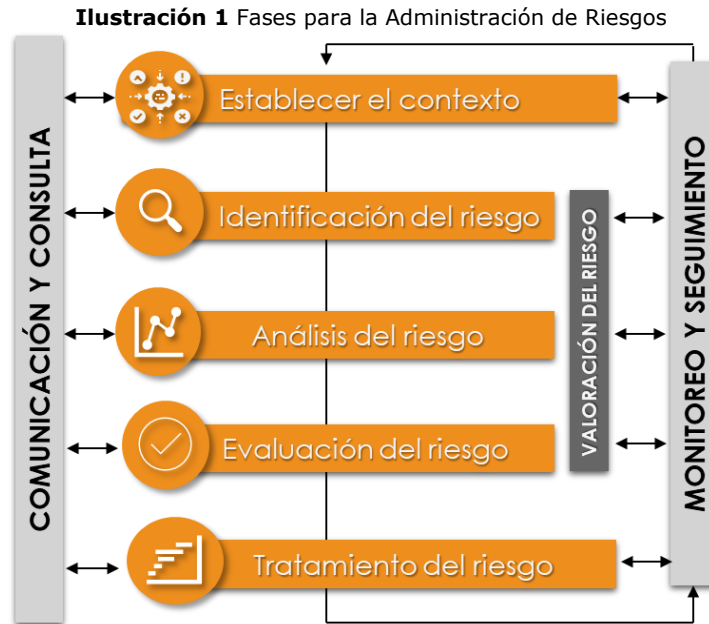 Ilustración 1 Fases para la Administración de Riesgos
COMUNICACIÓN Y CONSULTA
Establecer el contexto
Identificación del riesgo
Análisis del riesgo
Evaluación del riesgo
Tratamiento del riesgo
VALORACIÓN DEL RIESGO
MONITOREO Y SEGUIMIENTO